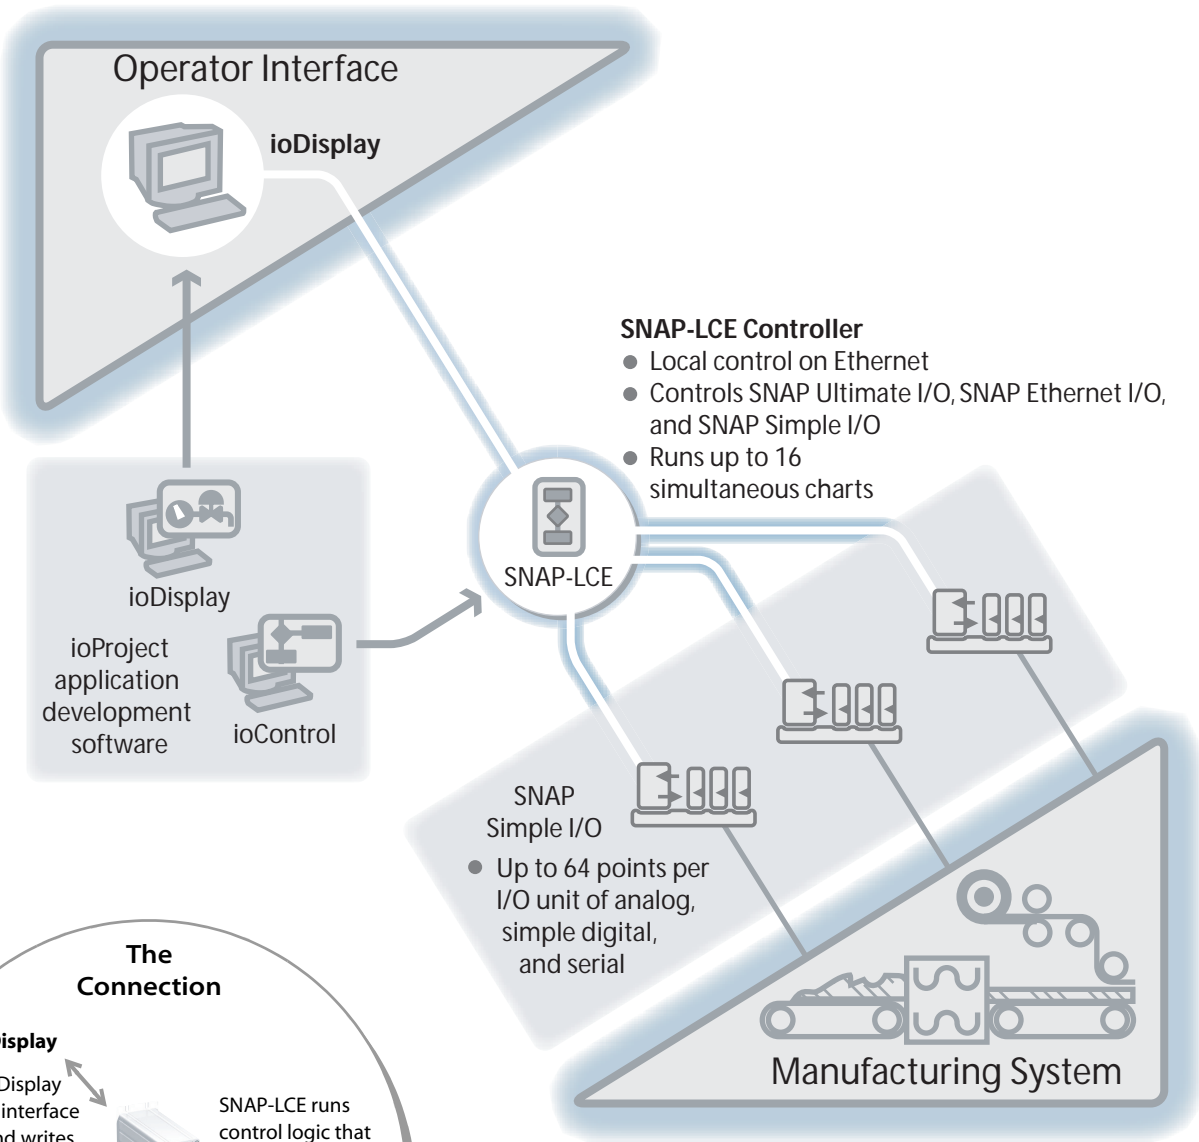 Operator Interface
ioDisplay
SNAP-LCE Controller
● Local control on Ethernet
● Controls SNAP Ultimate I/O, SNAP Ethernet I/O,
and SNAP Simple I/O
● Runs up to 16
simultaneous charts
SNAP-LCE
ioDisplay
ioProject
application
development
software
ioControl
SNAP
Simple I/O
● Up to 64 points per
I/O unit of analog,
simple digital,
and serial
Manufacturing System
The
Connection
Display
Display
interface
writes
SNAP-LCE runs
control logic that